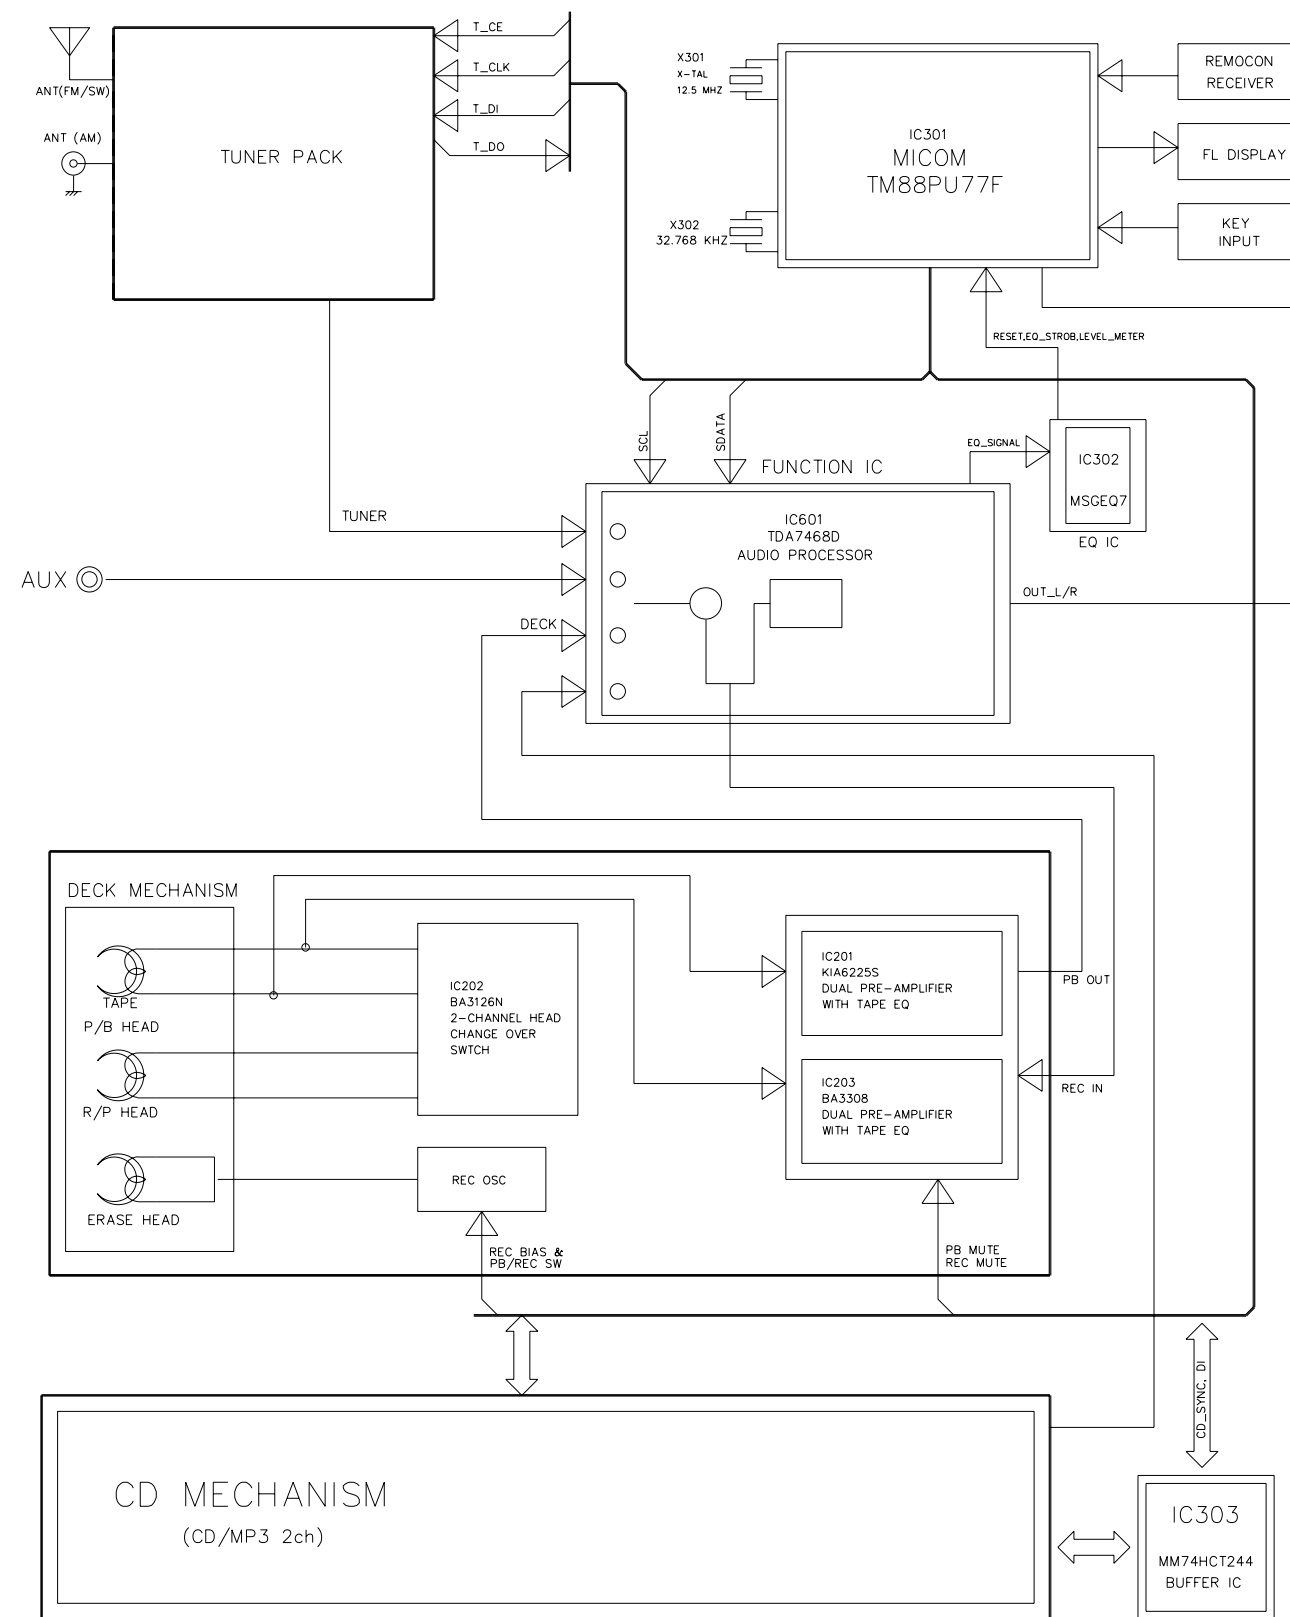 T_CE
T_CLK
T_DI
T_DO
ANT(FM/SW)
ANT (AM)
TUNER PACK
X301
X-TAL
12.5 MHZ
X302
32.768 KHZ
IC301
MICOM
TM88PU77F
REMOCON
RECEIVER
FL DISPLAY
KEY
INPUT
RESET,EQ_STROB,LEVEL_METER
SCL
SDATA
EQ_SIGNAL
IC302
MSGEQ7
EQ IC
FUNCTION IC
IC601
TDA7468D
AUDIO PROCESSOR
TUNER
AUX
DECK
OUT_L/R
DECK MECHANISM
TAPE
P/B HEAD
R/P HEAD
ERASE HEAD
IC202
BA3126N
2-CHANNEL HEAD
CHANGE OVER
SWTCH
REC OSC
REC BIAS &
PB/REC SW
IC201
KIA6225S
DUAL PRE-AMPLIFIER
WITH TAPE EQ
IC203
BA3308
DUAL PRE-AMPLIFIER
WITH TAPE EQ
PB OUT
REC IN
PB MUTE
REC MUTE
CD_SYNC, DI
CD MECHANISM
(CD/MP3 2ch)
IC303
MM74HCT244
BUFFER IC